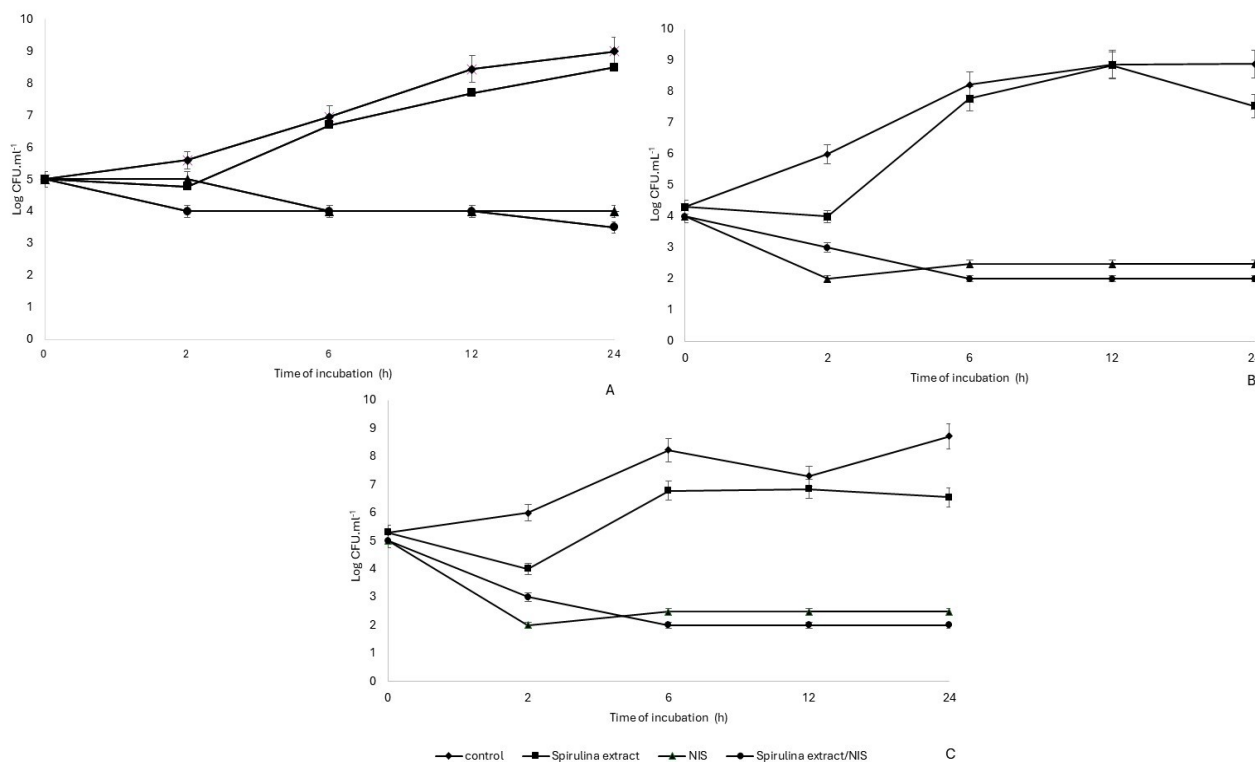 10
9
8
7
6
5
4
3
2
1
0
Log CFU.ml-1
0 2 6 12 24
Time of incubation (h)
A
10
9
8
7
6
5
4
3
2
1
0
Log CFU.mL-1
0 2 6 12
Time of incubation (h)
B
10
9
8
7
6
5
4
3
2
1
0
Log CFU.ml-1
0 2 6 12 24
Time of incubation (h)
control Spirulina extract NIS Spirulina extract/NIS
C